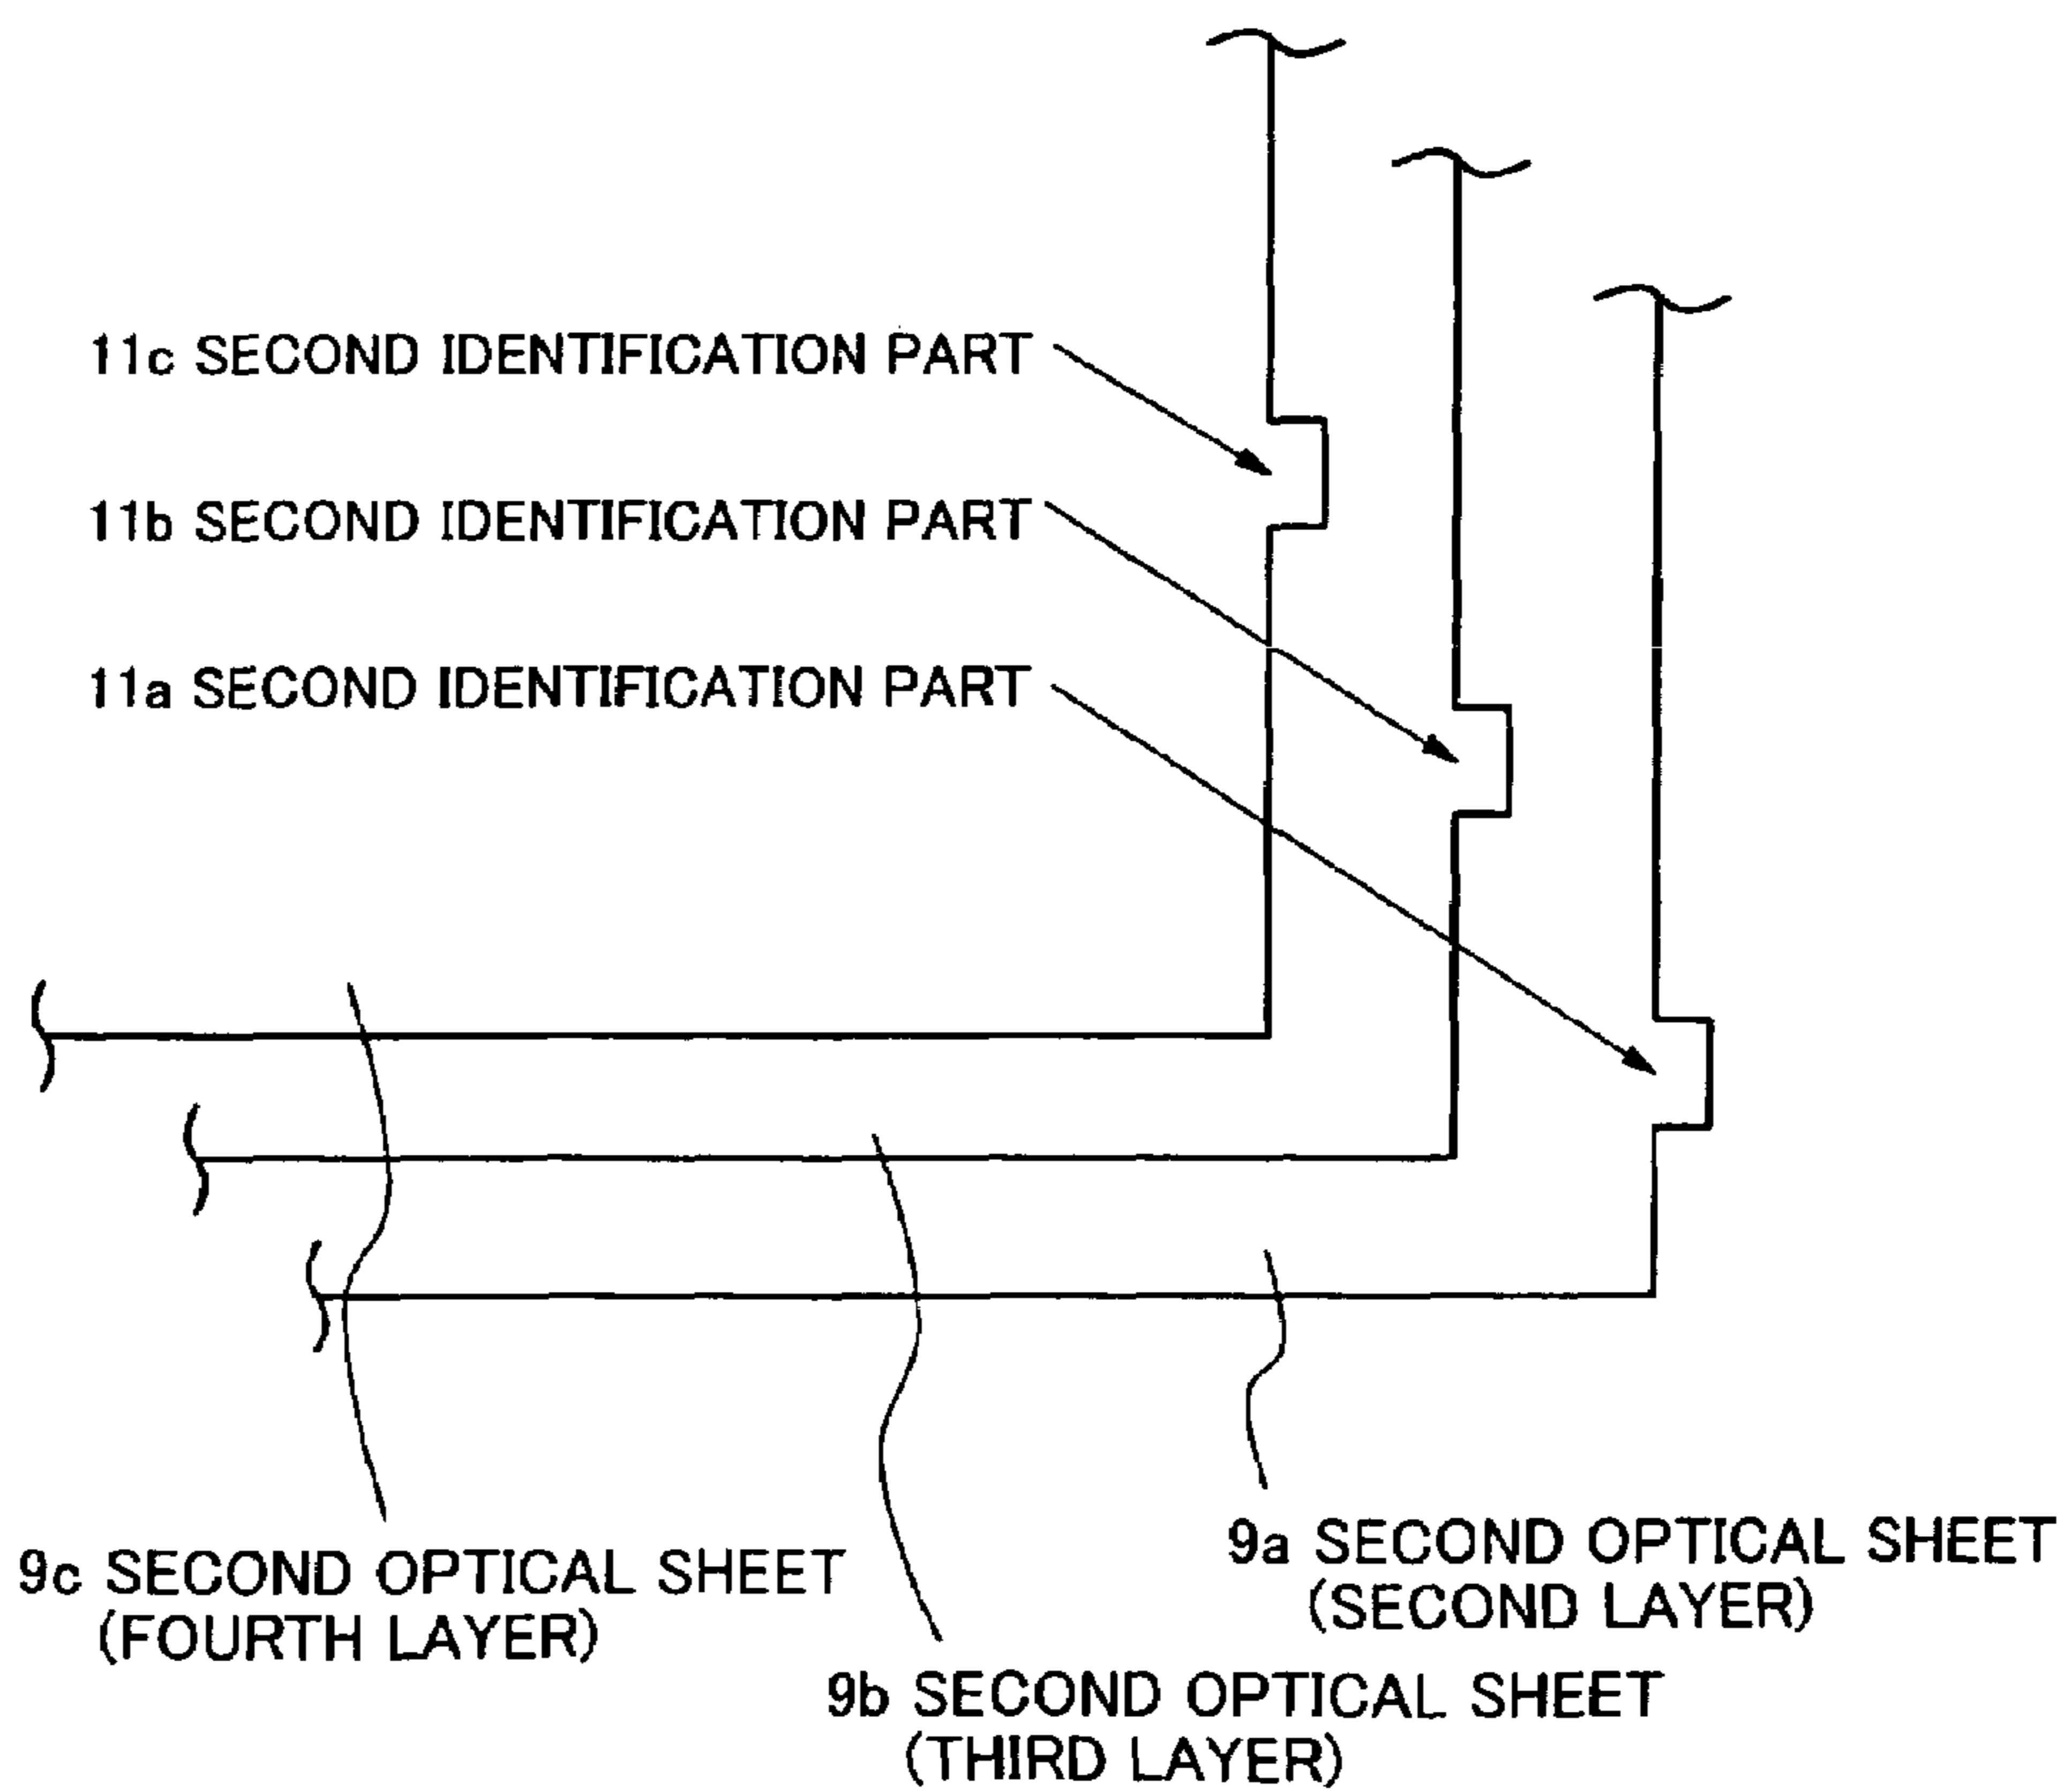 11c SECOND IDENTIFICATION PART
11b SECOND IDENTIFICATION PART
11a SECOND IDENTIFICATION PART
9c SECOND OPTICAL SHEET
(FOURTH LAYER)
9a SECOND OPTICAL SHEET
(SECOND LAYER)
9b SECOND OPTICAL SHEET
(THIRD LAYER)